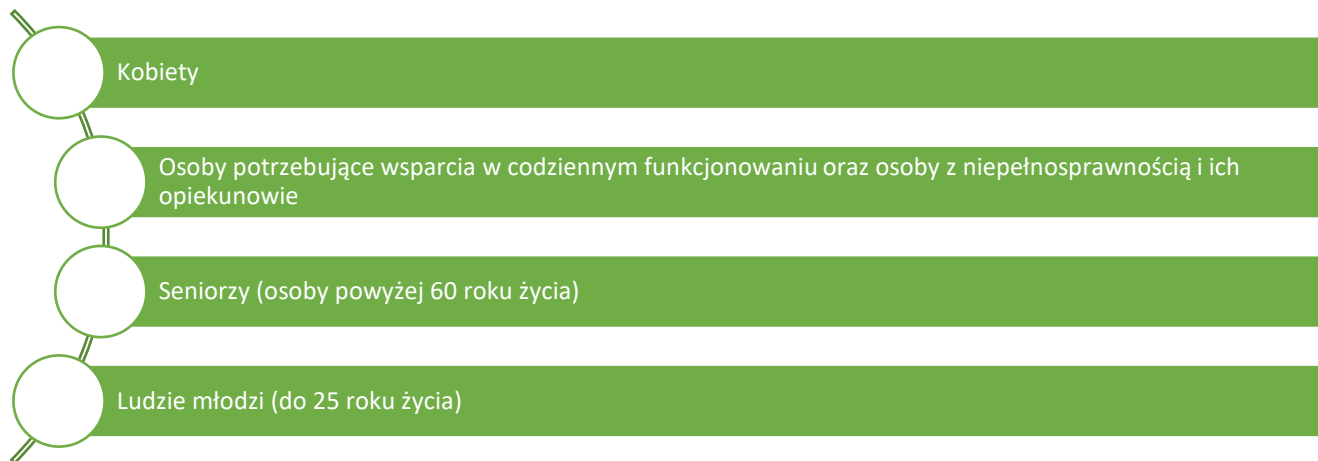 Kobiety
Osoby potrzebujące wsparcia w codziennym funkcjonowaniu oraz osoby z niepełnosprawnością i ich
opiekunowie
Seniorzy (osoby powyżej 60 roku życia)
Ludzie młodzi (do 25 roku życia)